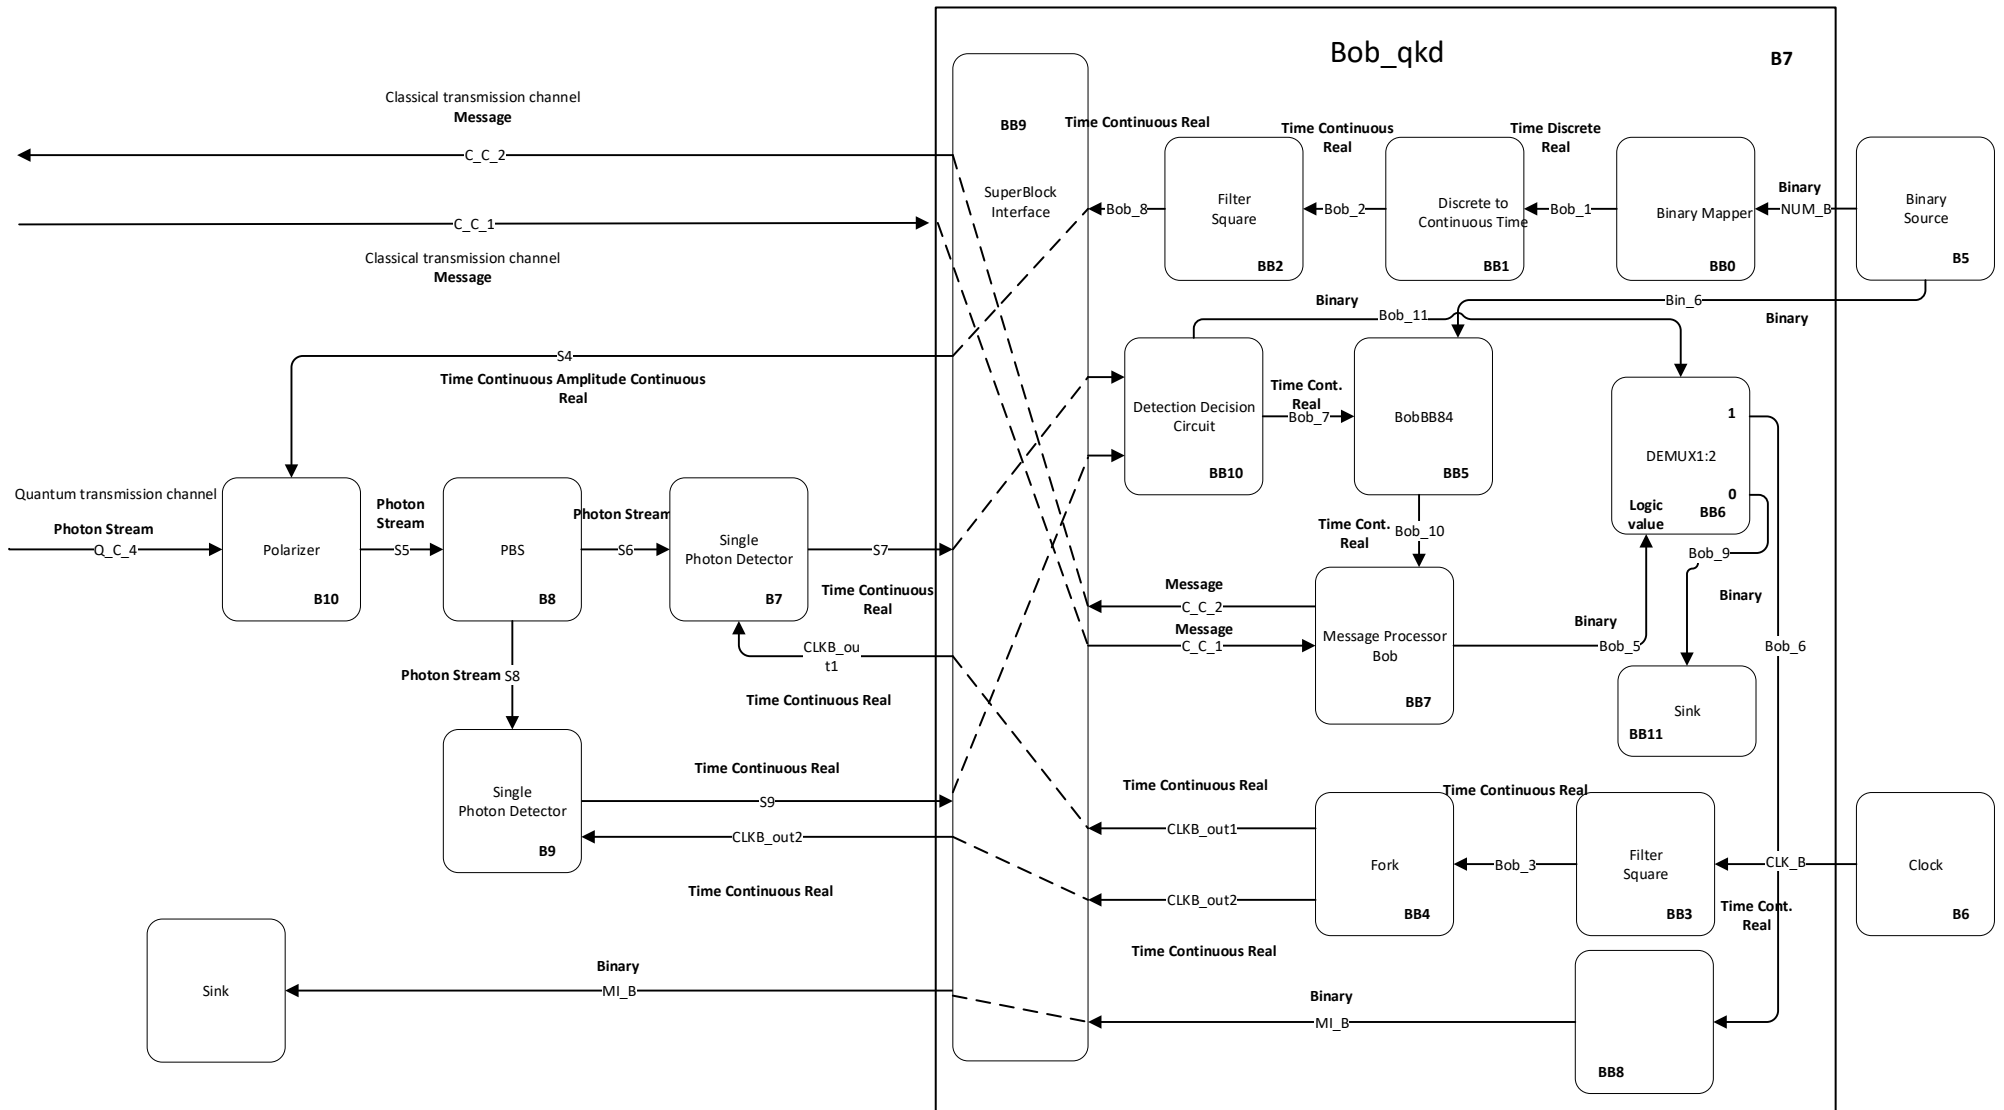 Bob_qkd
B7
Classical transmission channel
Message
C_C_2
C_C_1
Classical transmission channel
Message
BB9
SuperBlock
Interface
Time Continuous Real
Bob_8
Filter
Square
BB2
Time Continuous
Real
Bob_2
Discrete to
Continuous Time
BB1
Time Discrete
Real
Bob_1
Binary Mapper
BB0
Binary
NUM_B
Binary
Source
B5
Binary
Bob_11
Bin_6
Binary
S4
Time Continuous Amplitude Continuous
Real
Detection Decision
Circuit
BB10
Time Cont.
Real
Bob_7
BobBB84
BB5
1
DEMUX1:2
0
BB6
Logic
value
Quantum transmission channel
Photon Stream
Q_C_4
Polarizer
B10
Photon
Stream
S5
PBS
B8
Photon Stream
S6
Single
Photon Detector
B7
S7
Time Continuous
Real
CLKB_ou
t1
Time Continuous Real
Time Cont.
Real
Bob_10
Bob_9
Binary
Message
C_C_2
Message
C_C_1
Message Processor
Bob
BB7
Binary
Bob_5
Bob_6
Sink
BB11
Photon Stream
S8
Single
Photon Detector
B9
Time Continuous Real
S9
CLKB_out2
Time Continuous Real
Time Continuous Real
CLKB_out1
CLKB_out2
Time Continuous Real
Fork
BB4
Time Continuous Real
Bob_3
Filter
Square
BB3
CLK_B
Time Cont.
Real
Clock
B6
Sink
Binary
MI_B
Binary
MI_B
BB8